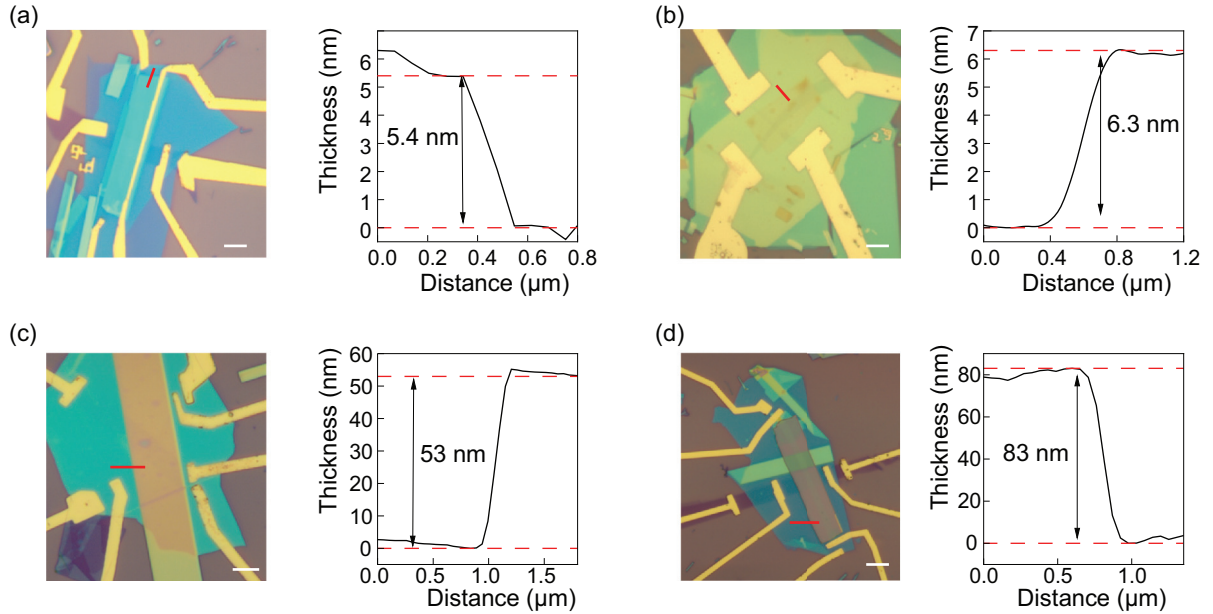 (a)
Thickness (nm)
7
6
5
4
3
2
1
0
5.4 nm
0.0 0.2 0.4 0.6 0.8
Distance (µm)
(b)
Thickness (nm)
7
6
5
4
3
2
1
0
6.3 nm
0.0 0.4 0.8 1.2
Distance (µm)
(c)
Thickness (nm)
60
50
40
30
20
10
0
53 nm
0.0 0.5 1.0 1.5
Distance (µm)
(d)
Thickness (nm)
80
60
40
20
0
83 nm
0.0 0.5 1.0
Distance (µm)